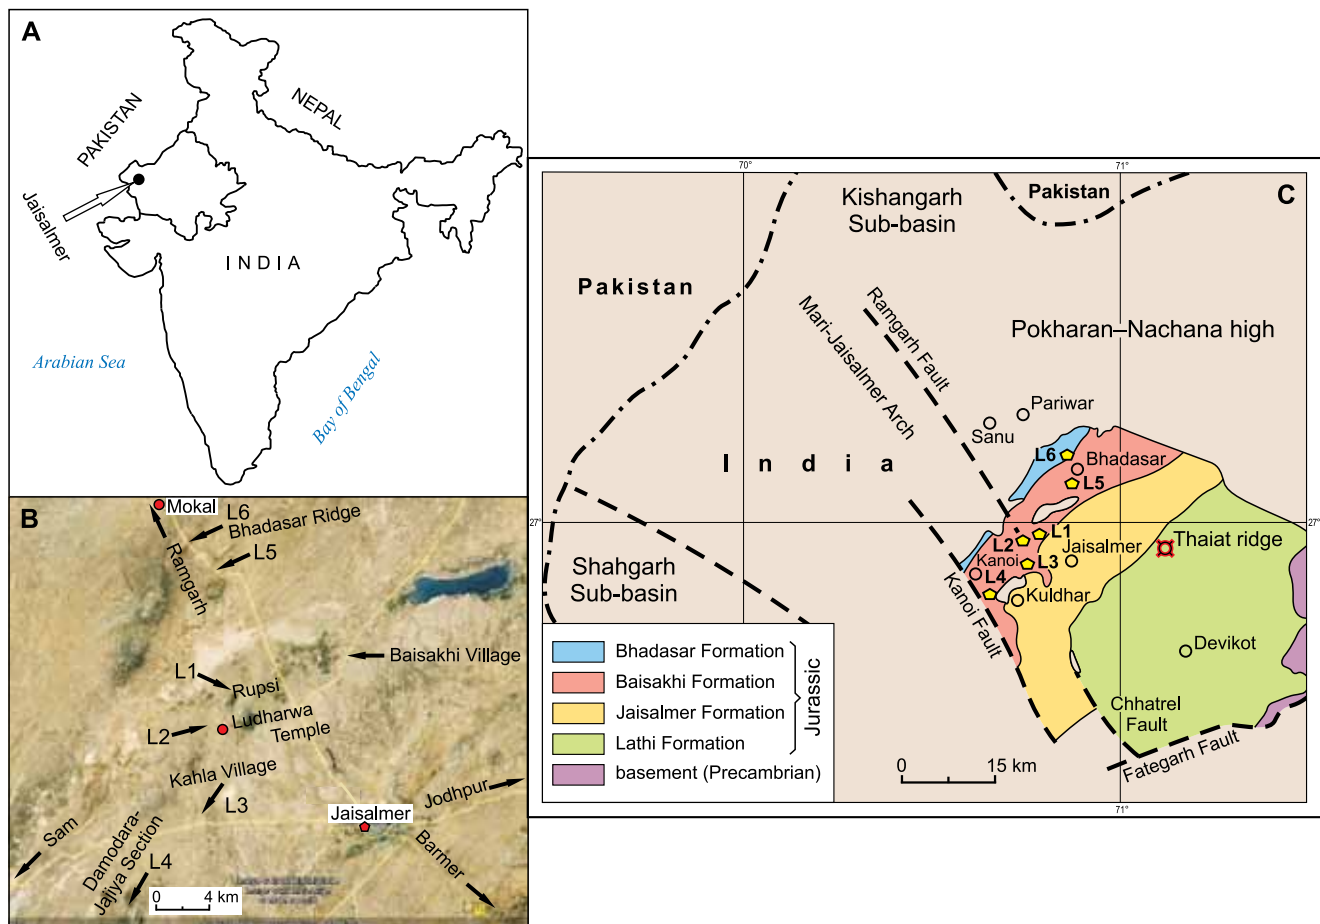 A
PAKISTAN
NEPAL
Jaisalmer
INDIA
Arabian Sea
Bay of Bengal
B
Mokal
L6
Bhadasar Ridge
L5
Ramgarh
Baisakhi Village
L1
Rupsi
L2
Ludharwa
Temple
Kahla Village
L3
Jodhpur
Jaisalmer
Sam
Damodara-
Jajiya Section
L4
Barmer
0 4 km
70°
71°
C
Kishangarh
Sub-basin
Pakistan
Pakistan
Ramgarh Fault
Mari-Jaisalmer Arch
Pokharan–Nachana high
Pariwar
Sanu
India
L6
Bhadasar
L5
27°
27°
L1
L2
Jaisalmer
Thaiat ridge
Kanoi
L3
L4
Kuldhar
Shahgarh
Sub-basin
Kanoi Fault
Devikot
Chhatrel
Fault
Fategarh Fault
Bhadasar Formation
Baisakhi Formation
Jaisalmer Formation
Lathi Formation
Jurassic
basement (Precambrian)
0 15 km
71°